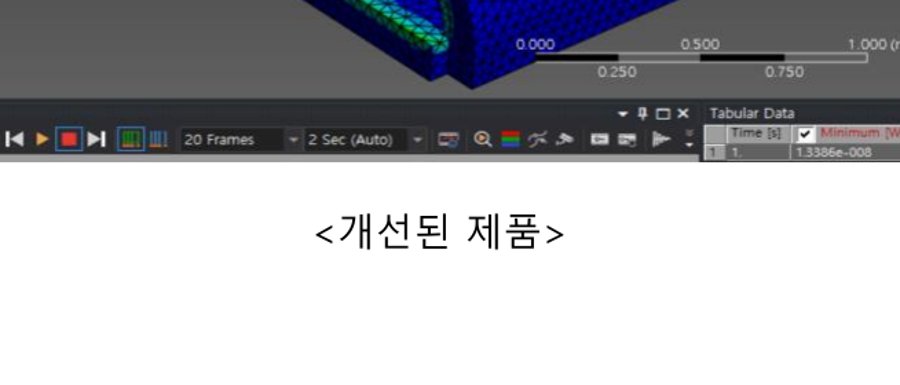 0.000 0.500 1.000
0.250 0.750
Tabular Data
20 Frames 2 Sec (Auto)
Time [s] Minimum
1 1. 1.3386e-008
<개선된 제품>